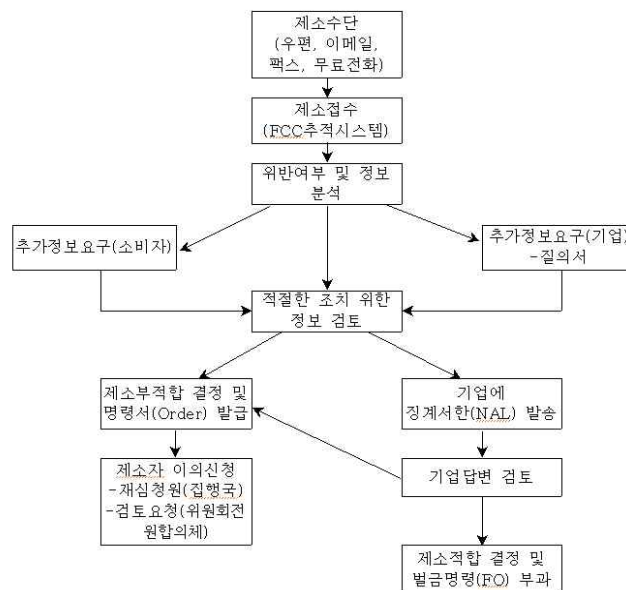 제소수단
(우편, 이메일,
팩스, 무료전화)
제소접수
(FCC추적시스템)
위반여부 및 정보
분석
추가정보요구(소비자)
추가정보요구(기업)
-질의서
적절한 조치 위한
정보 검토
제소부적합 결정 및
명령서(Order) 발급
기업에
징계서한(NAL) 발송
제소자 이의신청
-재심청원(집행국)
-검토요청(위원회전
원합의체)
기업답변 검토
제소적합 결정 및
벌금명령(FO) 부과